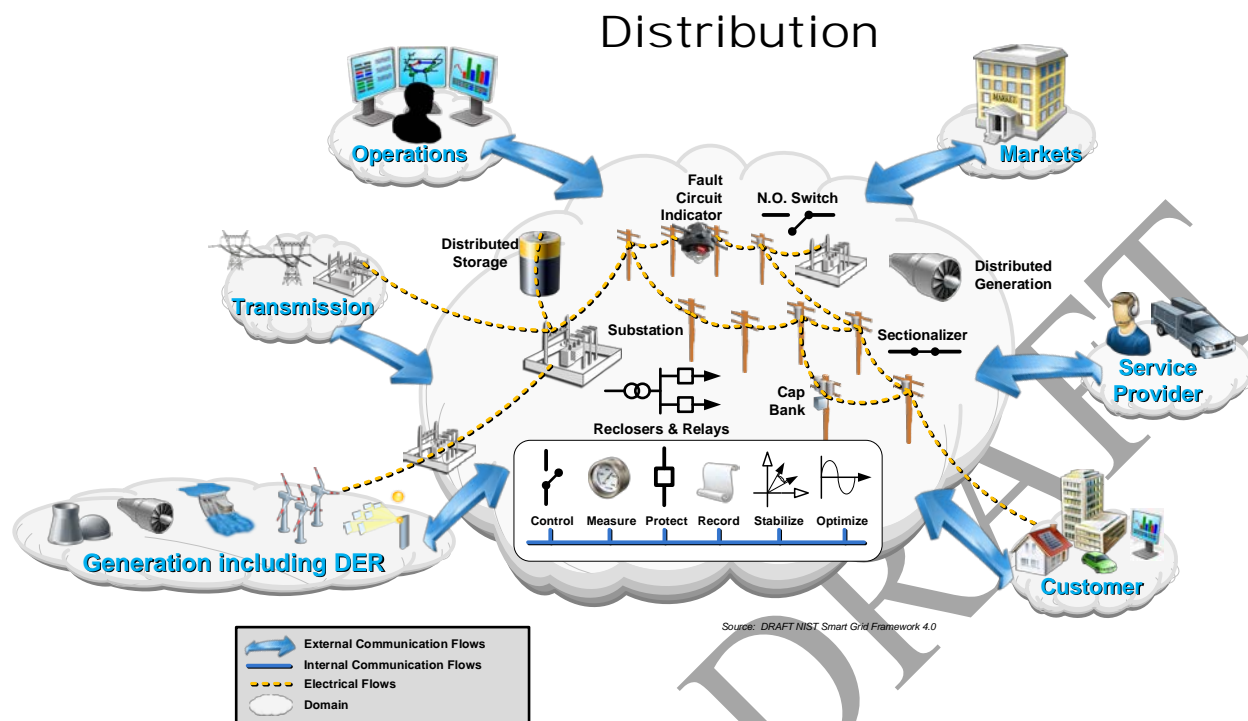 Distribution
Operations
MARKET
Markets
Fault
Circuit
Indicator
N.O. Switch
Distributed
Storage
Distributed
Generation
Transmission
Substation
Sectionalizer
Service
Provider
Cap
Bank
Reclosers & Relays
Control
Measure
Protect
Record
Stabilize
Optimize
Generation including DER
Customer
Source: DRAFT NIST Smart Grid Framework 4.0
External Communication Flows
Internal Communication Flows
Electrical Flows
Domain
DRAFT